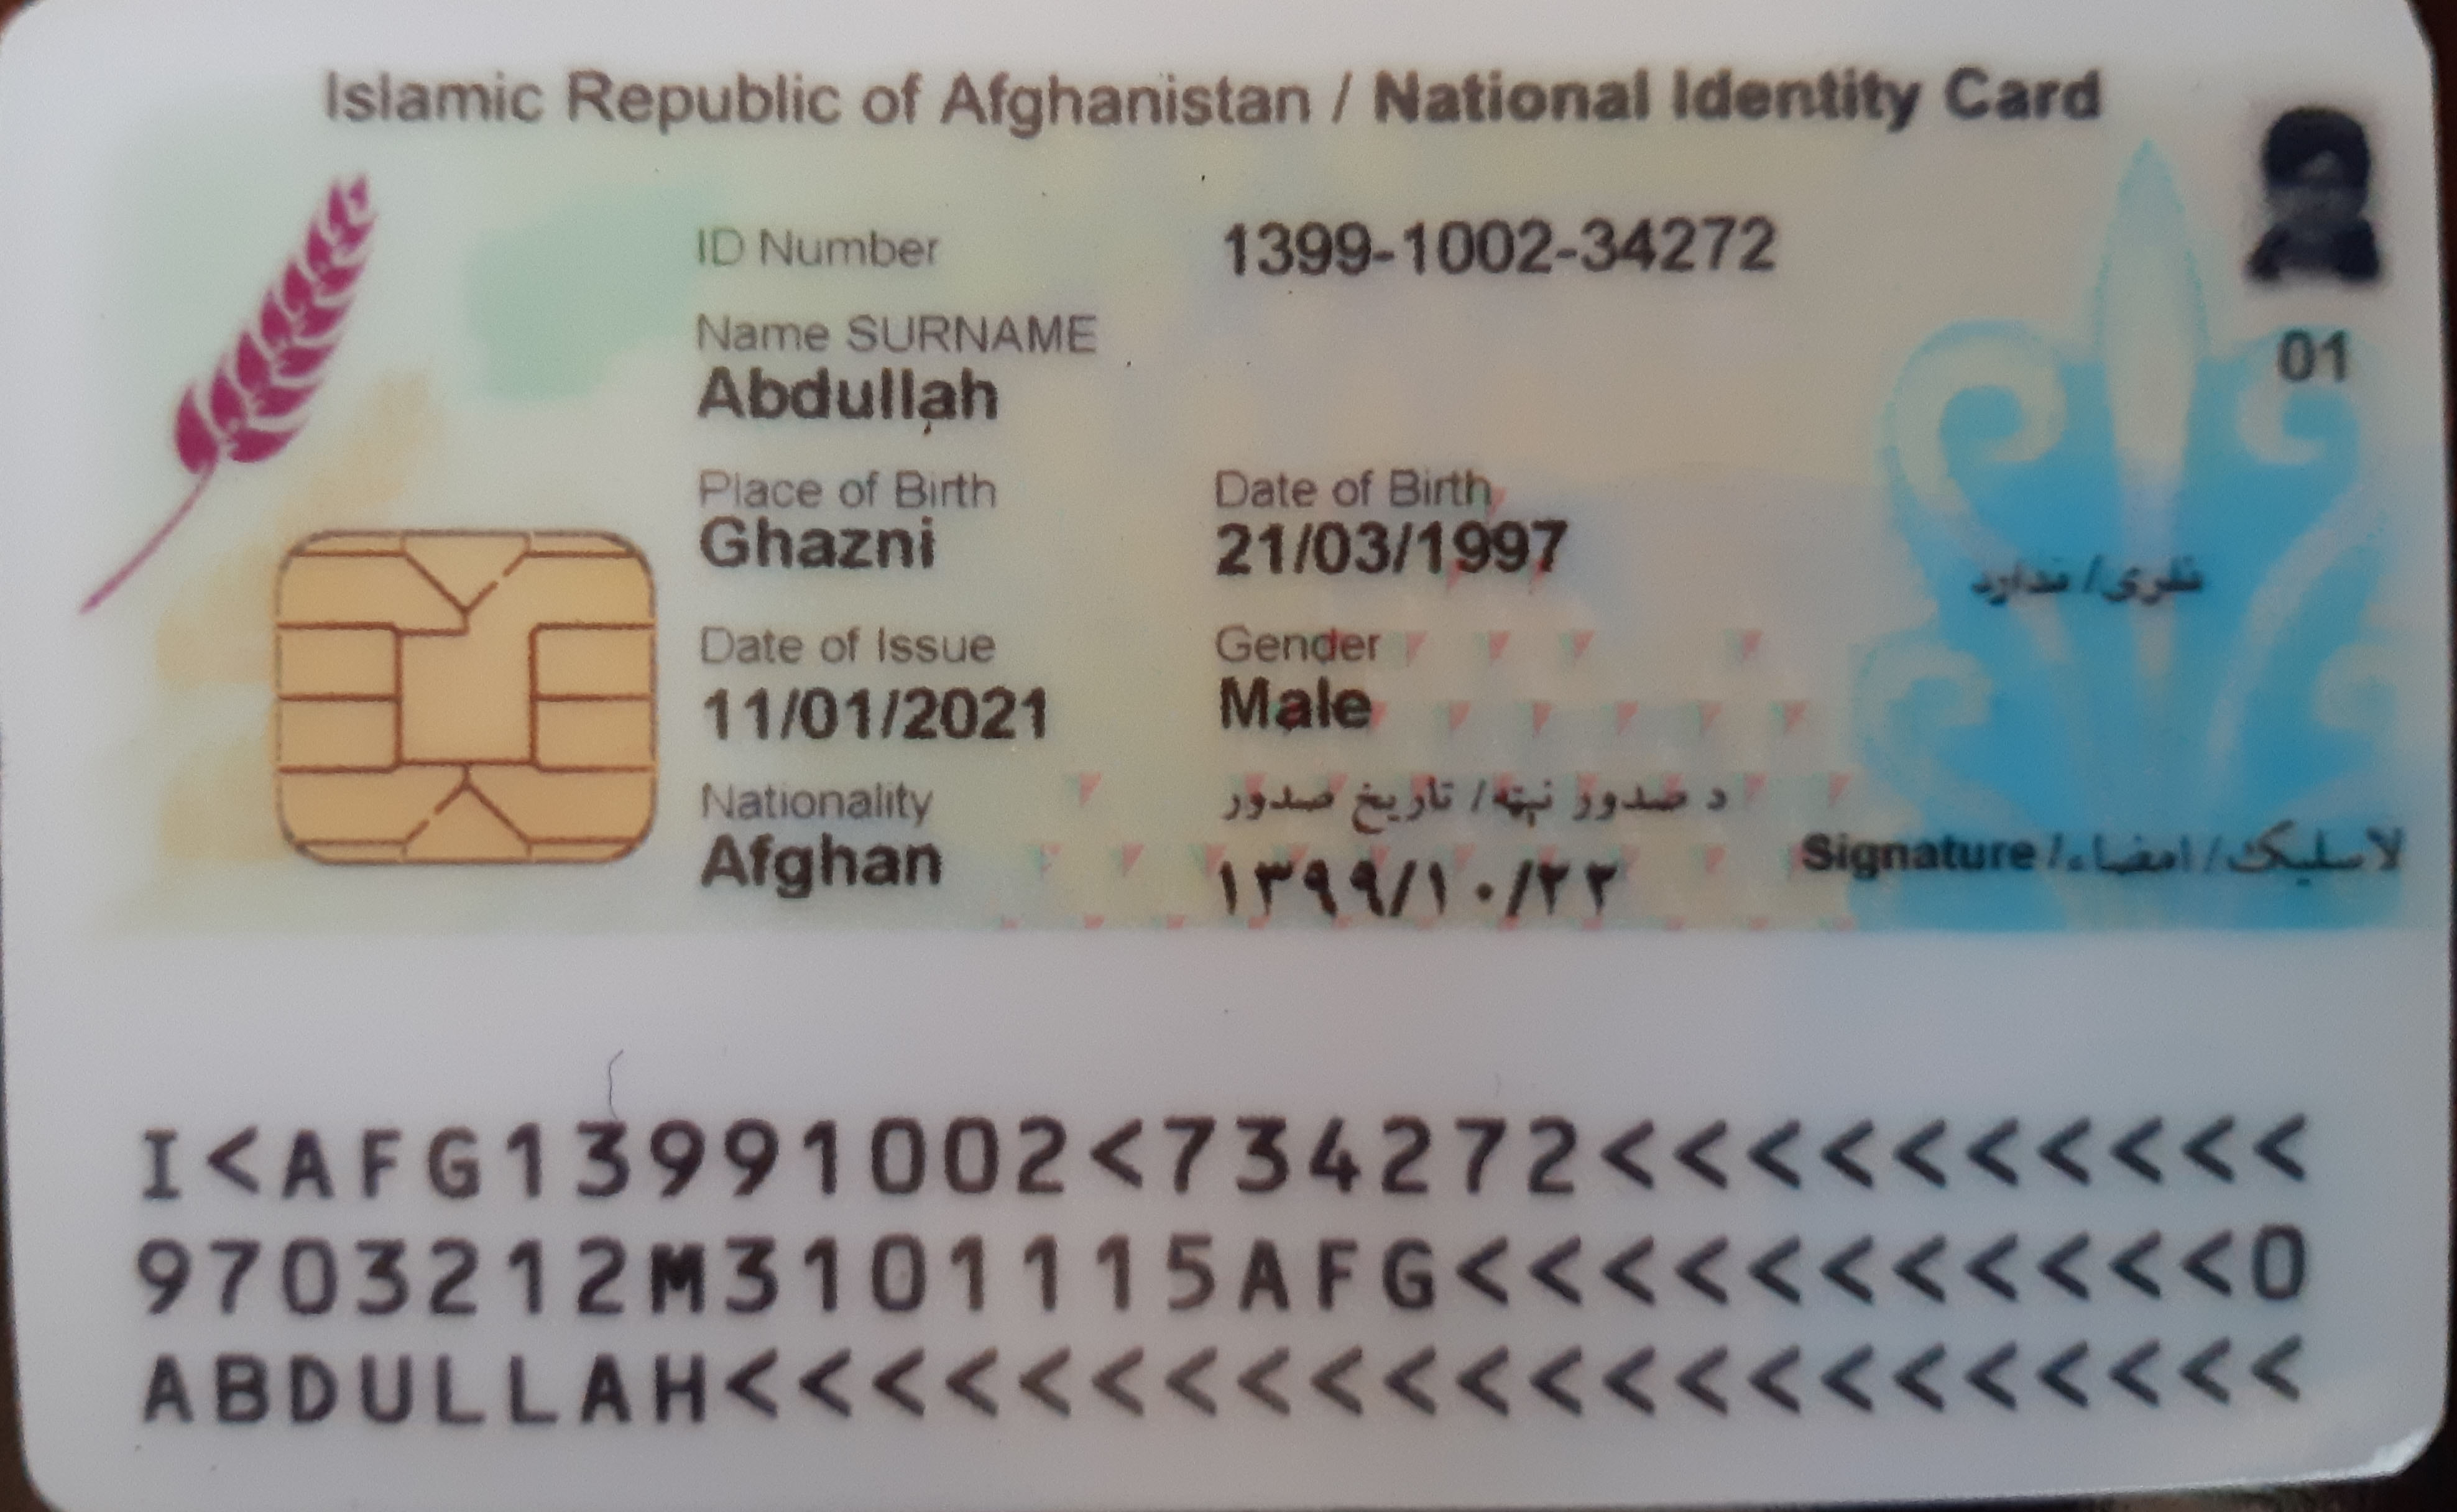 Islamic Republic of Afghanistan / National Identity Card
ID Number 1399-1002-34272
Name SURNAME
Abdullah
01
Place of Birth Date of Birth
Ghazni 21/03/1997
نلري/ ندارد
Date of Issue Gender
11/01/2021 Male
Nationality د صدور نېټه/ تاریخ صدور
Afghan ۱۳۹۹/۱۰/۲۲
Signature/لاسلیک/ امضاء
I<AFG13991002<734272<<<<<<<<<<
9703212M3101115AFG<<<<<<<<<<<0
ABDULLAH<<<<<<<<<<<<<<<<<<<<<<